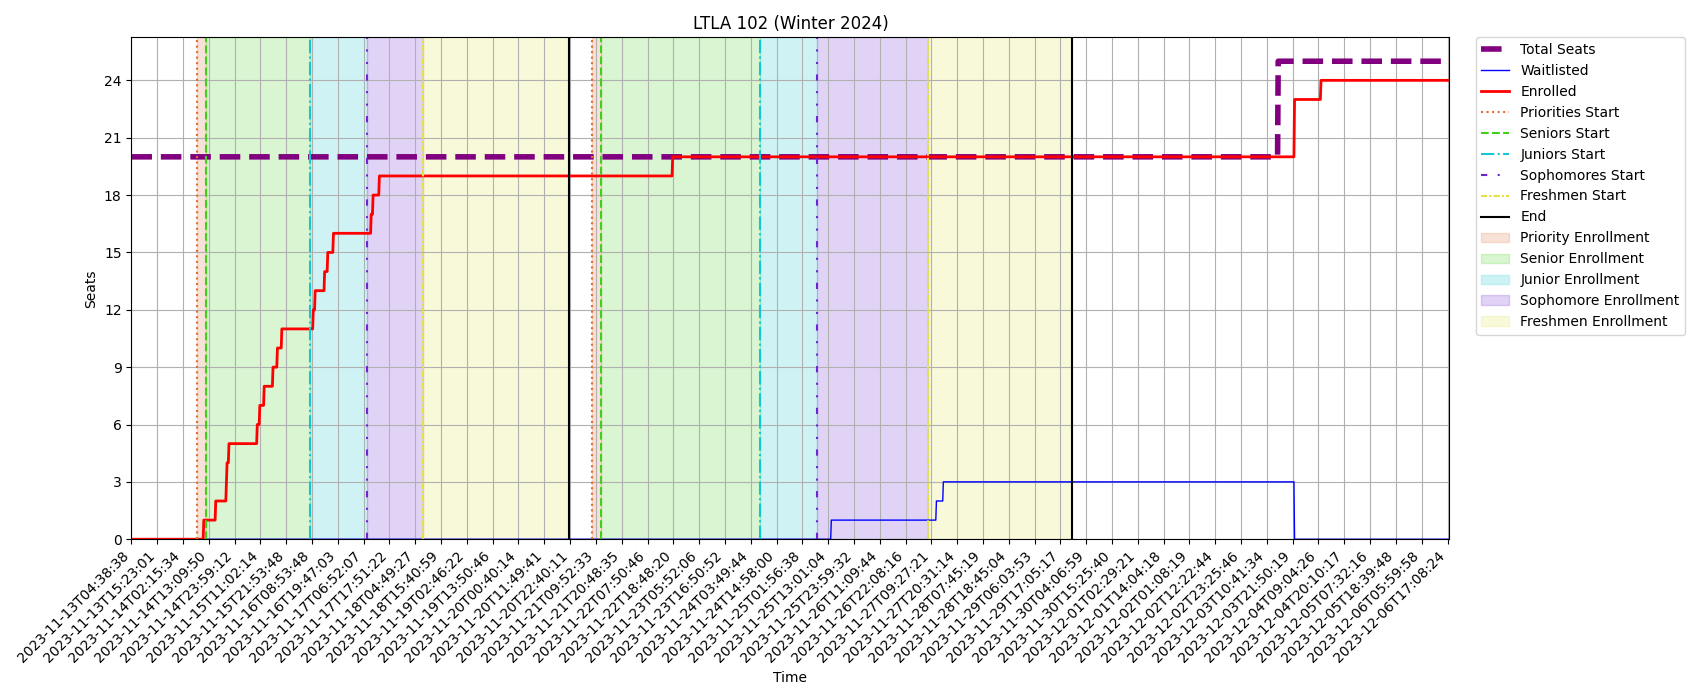 LTLA 102 (Winter 2024)
Total Seats
Waitlisted
Enrolled
Priorities Start
Seniors Start
Juniors Start
Sophomores Start
Freshmen Start
End
Priority Enrollment
Senior Enrollment
Junior Enrollment
Sophomore Enrollment
Freshmen Enrollment
Seats
24
21
18
15
12
9
6
3
0
2023-11-13T04:38:38
2023-11-13T15:23:01
2023-11-14T02:15:34
2023-11-14T13:09:50
2023-11-14T23:59:12
2023-11-15T11:02:14
2023-11-15T21:53:48
2023-11-16T08:53:48
2023-11-16T19:47:03
2023-11-17T06:52:07
2023-11-17T17:51:22
2023-11-18T04:49:27
2023-11-18T15:40:59
2023-11-19T02:46:22
2023-11-19T13:50:46
2023-11-20T00:40:14
2023-11-20T11:49:41
2023-11-20T22:40:11
2023-11-21T09:52:33
2023-11-21T20:48:35
2023-11-22T07:50:46
2023-11-22T18:48:20
2023-11-23T05:52:06
2023-11-23T16:50:52
2023-11-24T03:49:44
2023-11-24T14:58:00
2023-11-25T01:56:38
2023-11-25T13:01:04
2023-11-25T23:59:32
2023-11-26T11:09:44
2023-11-26T22:08:16
2023-11-27T09:27:21
2023-11-27T20:31:14
2023-11-28T07:45:19
2023-11-28T18:45:04
2023-11-29T06:03:53
2023-11-29T17:05:17
2023-11-30T04:06:59
2023-11-30T15:25:40
2023-12-01T02:29:21
2023-12-01T14:04:18
2023-12-02T01:08:19
2023-12-02T12:22:44
2023-12-02T23:25:46
2023-12-03T10:41:34
2023-12-03T21:50:19
2023-12-04T09:04:26
2023-12-04T20:10:17
2023-12-05T07:32:16
2023-12-05T18:39:48
2023-12-06T05:59:58
2023-12-06T17:08:24
Time